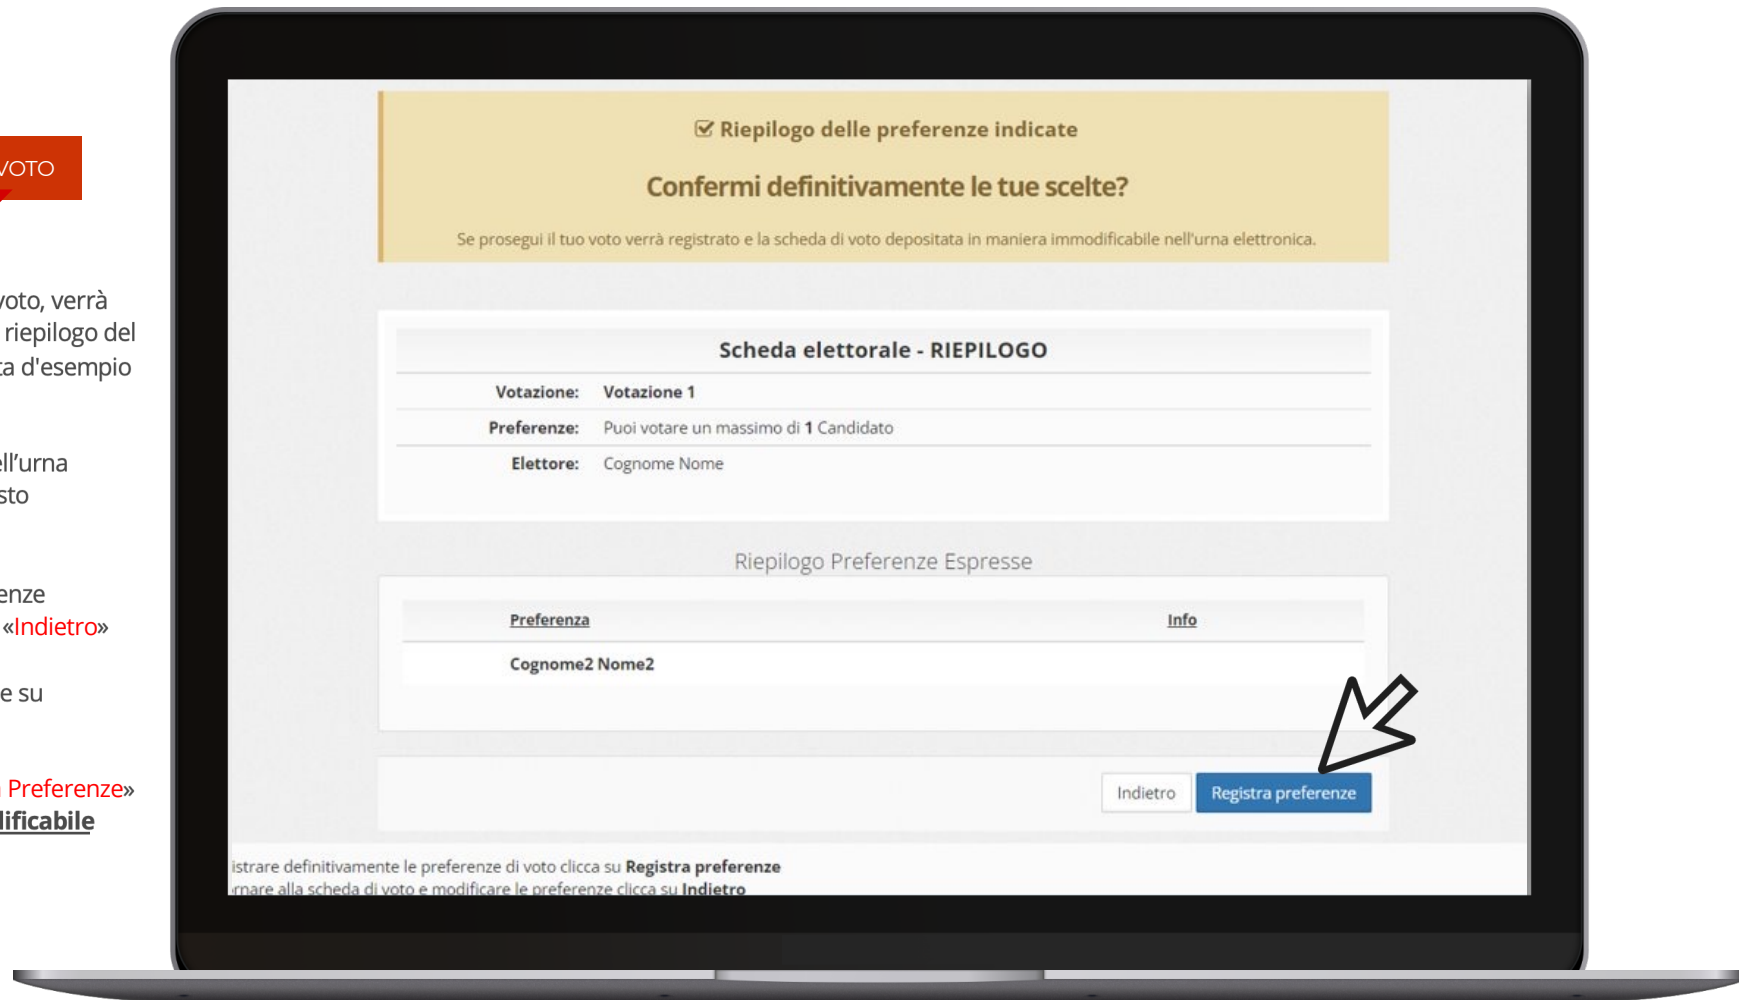 VOTO
voto, verrà
riepilogo del
ta d'esempio
ell'urna
sto
enze
«Indietro»
e su
Preferenze»
dificabile
Riepilogo delle preferenze indicate
Confermi definitivamente le tue scelte?
Se prosegui il tuo voto verrà registrato e la scheda di voto depositata in maniera immodificabile nell'urna elettronica.
Scheda elettorale - RIEPILOGO
Votazione: Votazione 1
Preferenze: Puoi votare un massimo di 1 Candidato
Elettore: Cognome Nome
Riepilogo Preferenze Espresse
Preferenza Info
Cognome2 Nome2
Indietro Registra preferenze
istrare definitivamente le preferenze di voto clicca su Registra preferenze
rnare alla scheda di voto e modificare le preferenze clicca su Indietro